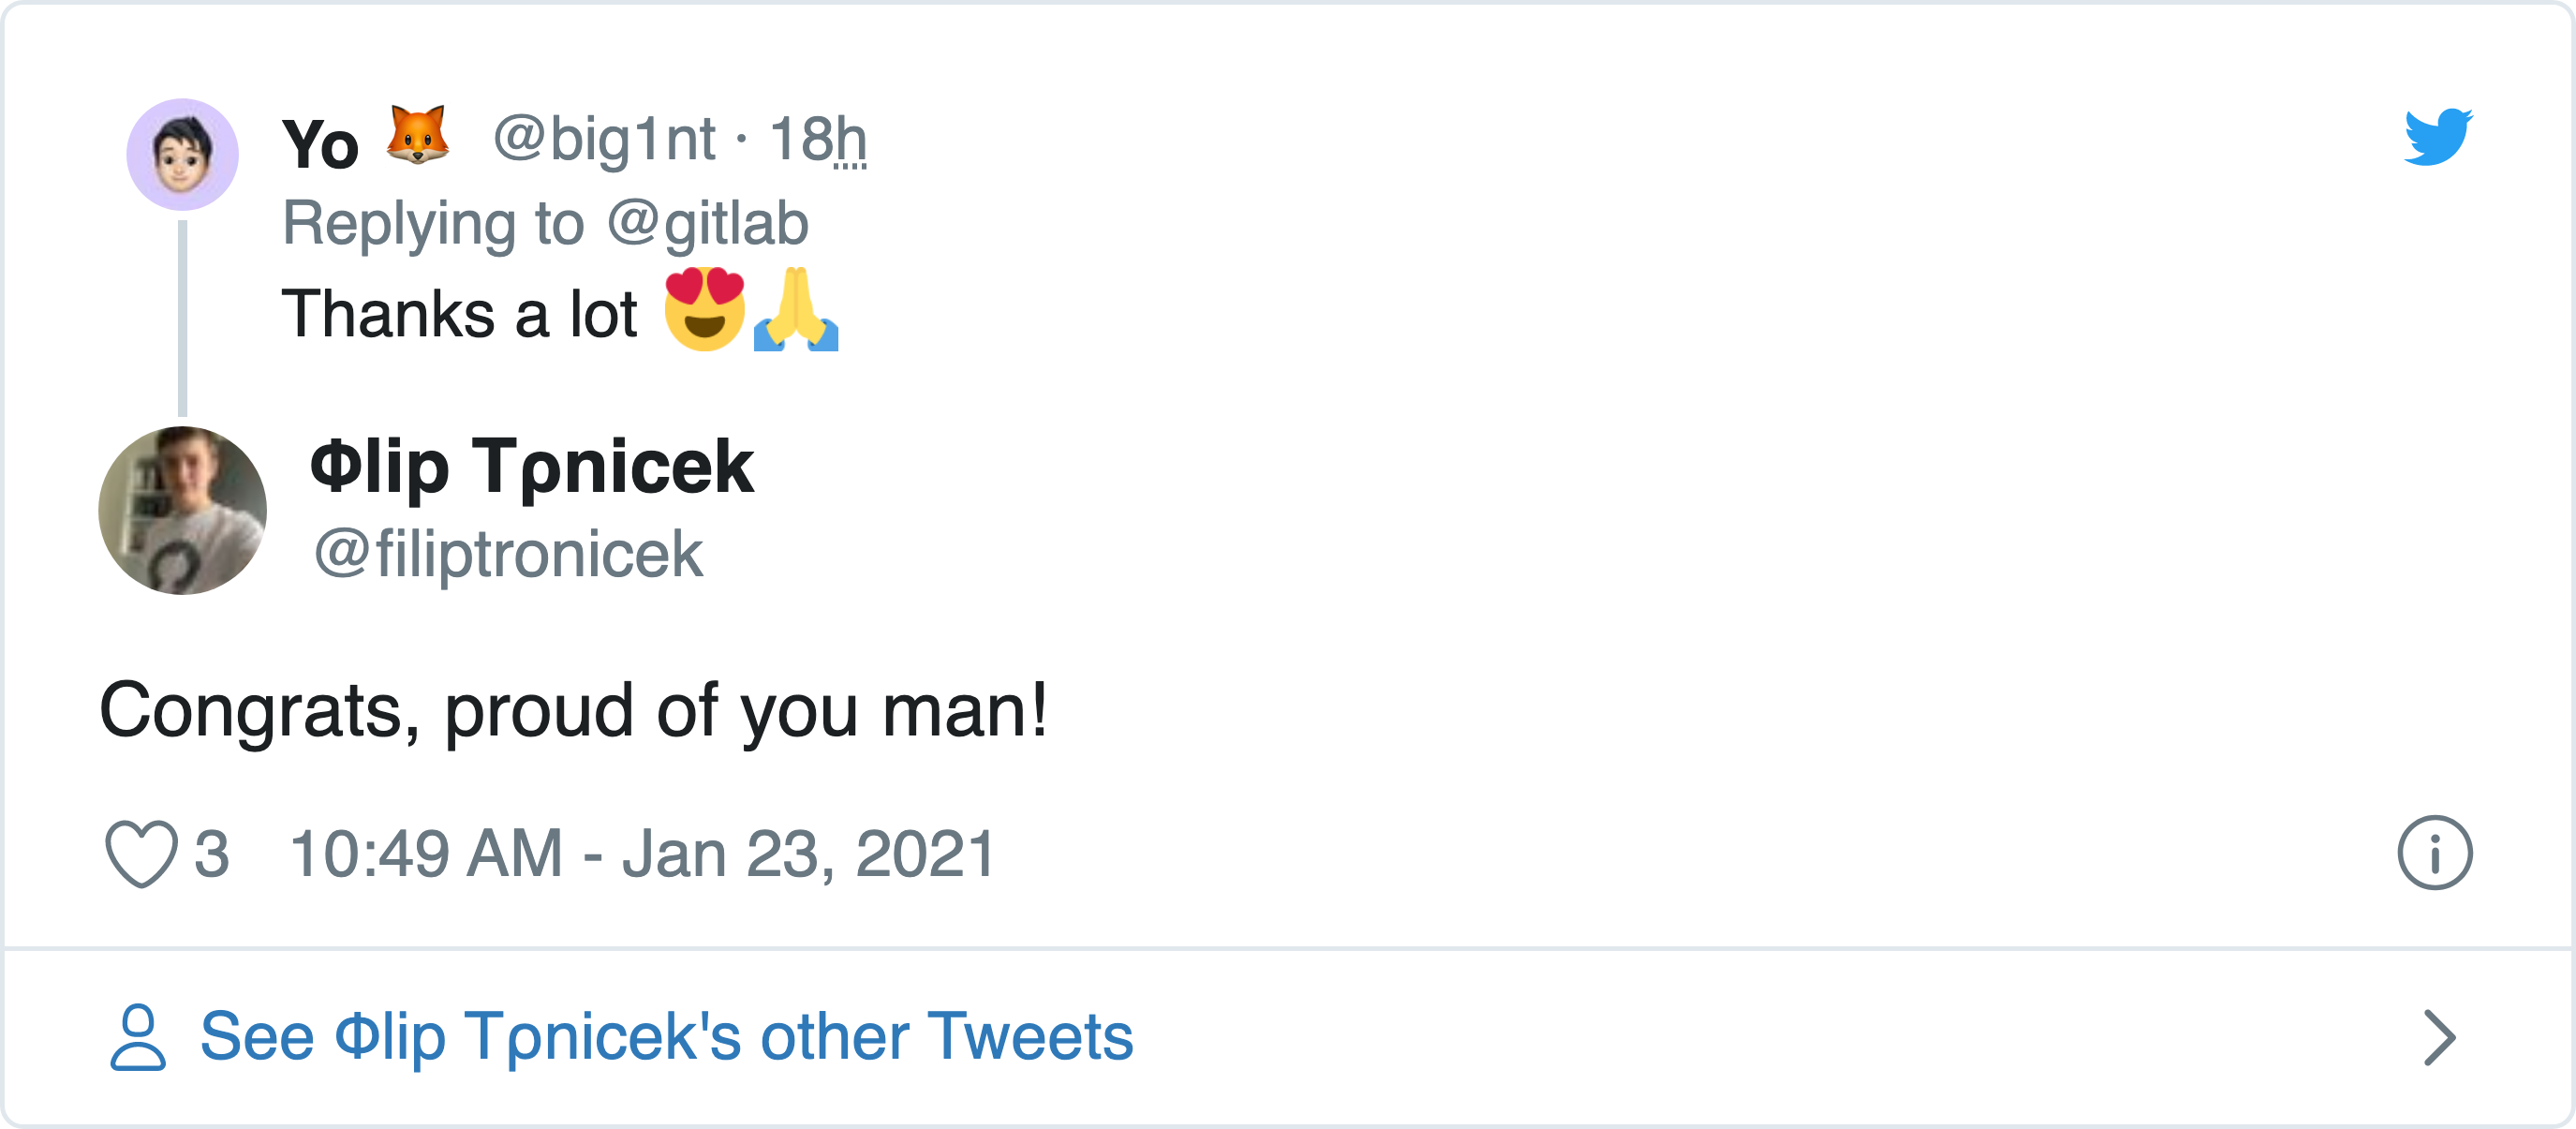 Yo 🦊 @big1nt · 18h
Replying to @gitlab
Thanks a lot 😍🙏
Φlip Tρnicek
@filiptronicek
Congrats, proud of you man!
3 10:49 AM - Jan 23, 2021
See Φlip Tρnicek's other Tweets